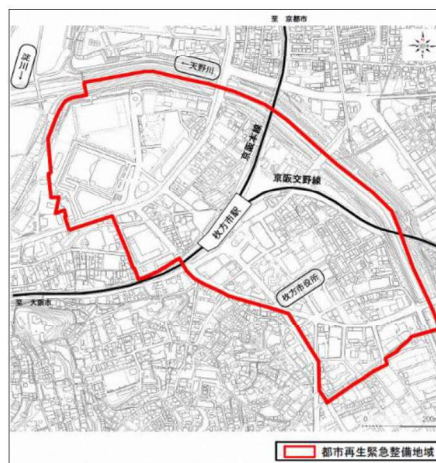 至 京都市
淀川→
←天野川
京阪本線
京阪交野線
枚方市駅
枚方市役所
至 大阪市
0
200m
都市再生緊急整備地域